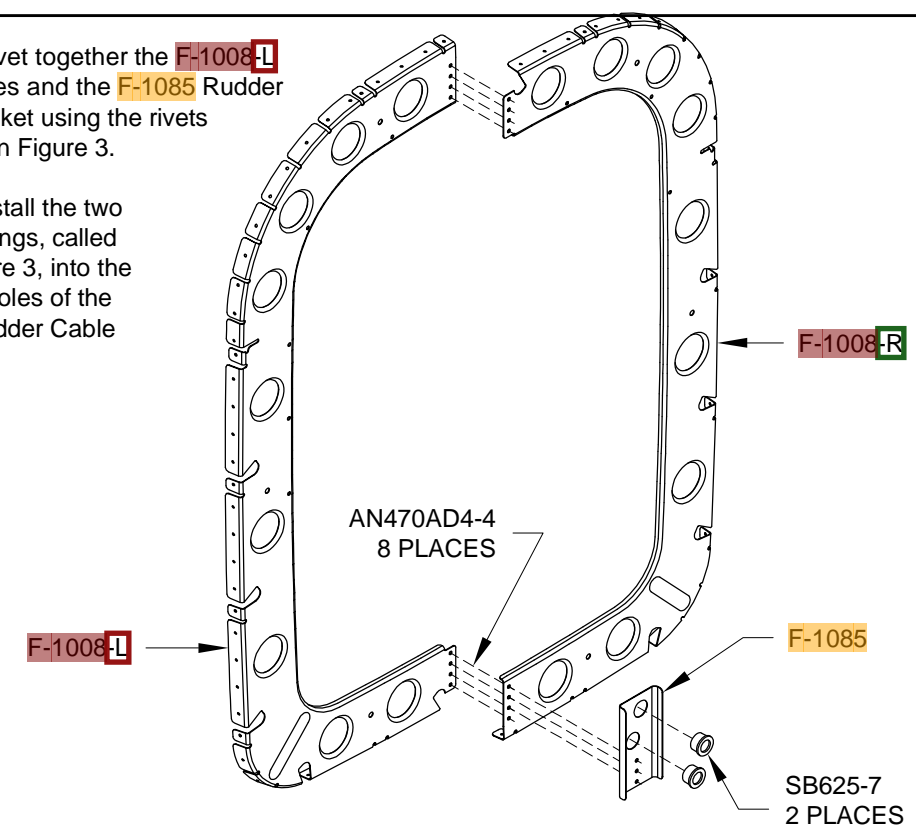 vet together the F-1008-L
es and the F-1085 Rudder
ket using the rivets
n Figure 3.
stall the two
ngs, called
re 3, into the
oles of the
dder Cable
F-1008-R
AN470AD4-4
8 PLACES
F-1008-L
F-1085
SB625-7
2 PLACES